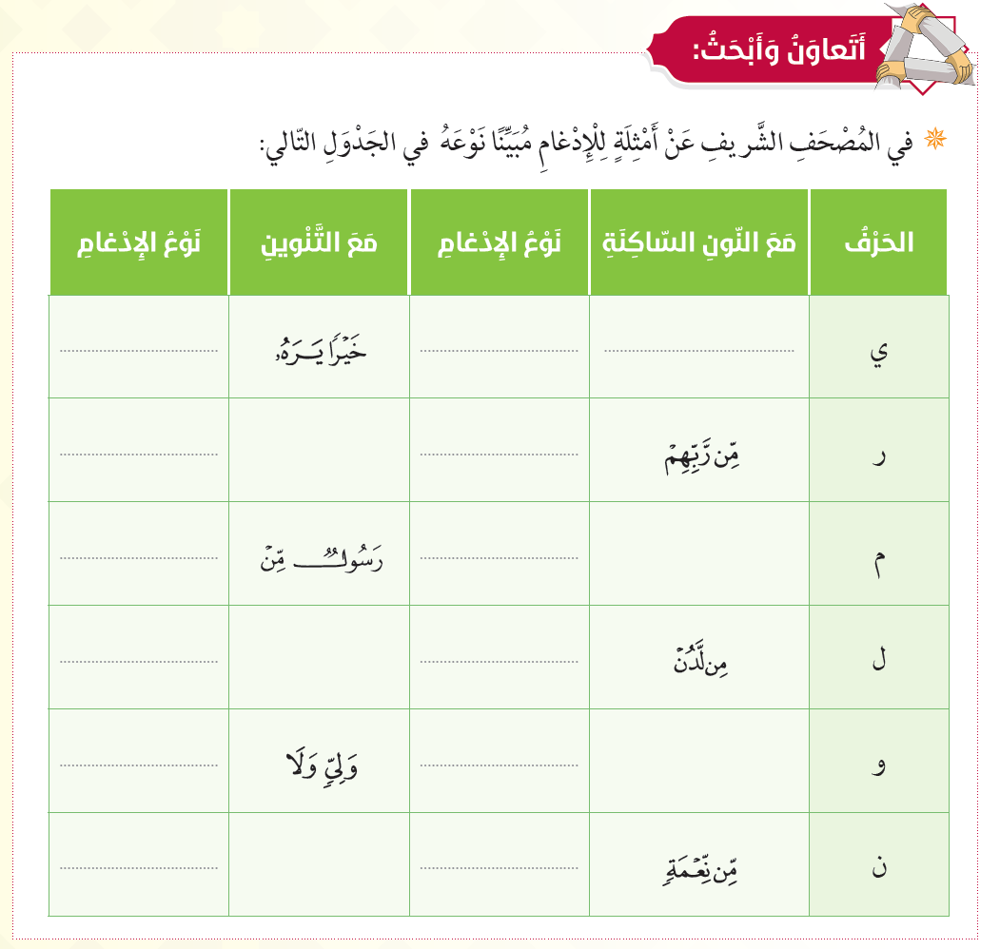 أَتَعاوَنُ وَأَبْحَثُ:
في المُصْحَفِ الشَّريفِ عَنْ أَمْثِلَةٍ لِلْإِدْغامِ مُبَيِّنًا نَوْعَهُ في الجَدْوَلِ التّالي:
الحَرْفُ مَعَ النّونِ السّاكِنَةِ نَوْعُ الإِدْغامِ مَعَ التَّنْوينِ نَوْعُ الإِدْغامِ
ي ........ ........ خَيْرًا يَرَهُۥ ........
ر مِّن رَّبِّهِمْ ........ ........
م ........ رَسُولٌ مِّنْ ........
ل مِن لَّدُنْ ........ ........
و ........ وَلِيٍّ وَلَا ........
ن مِّن نِّعْمَةٍ ........ ........